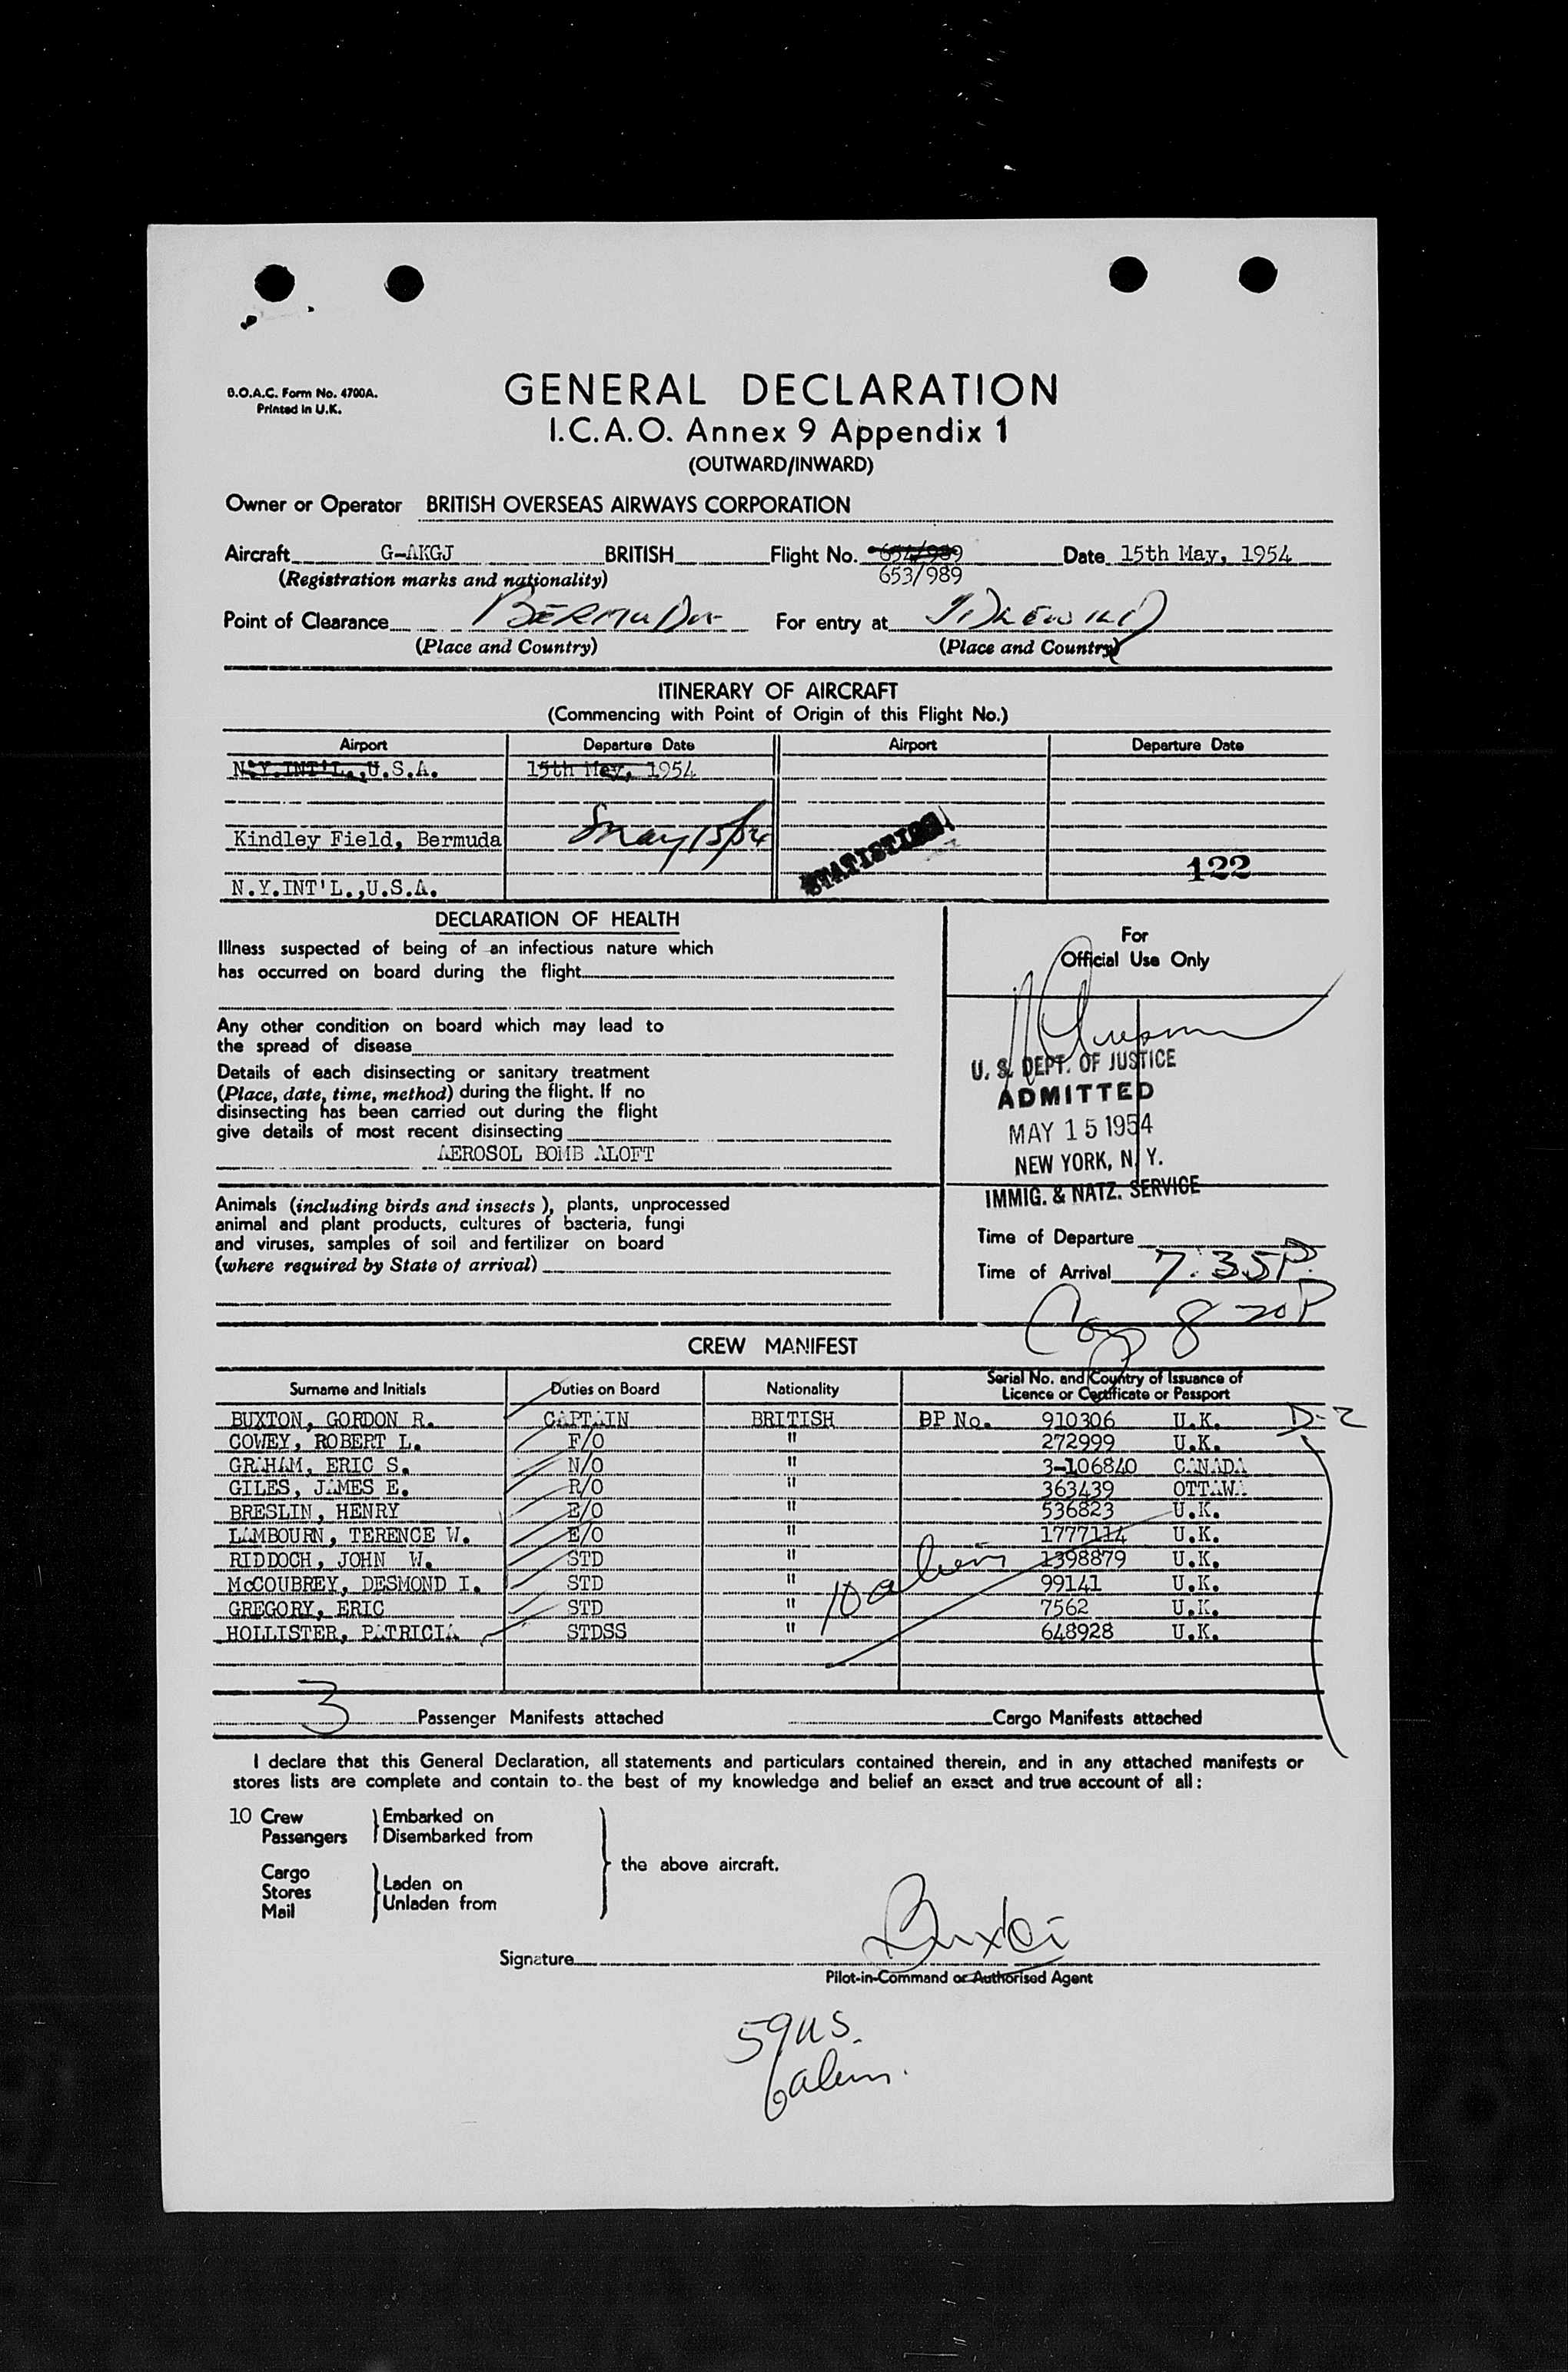 B.O.A.C. Form No. 4700A.
Printed in U.K.
GENERAL DECLARATION
I.C.A.O. Annex 9 Appendix 1
(OUTWARD/INWARD)
Owner or Operator BRITISH OVERSEAS AIRWAYS CORPORATION
Aircraft G-AKGJ BRITISH Flight No. 654/989 Date 15th May, 1954
(Registration marks and nationality) 653/989
Point of Clearance BERMUDA For entry at IDLEWILD
(Place and Country) (Place and Country)
ITINERARY OF AIRCRAFT
(Commencing with Point of Origin of this Flight No.)
Airport Departure Date Airport Departure Date
N.Y.INT'L.,U.S.A. 15th May, 1954
Kindley Field, Bermuda May 15/54 STATISTICS
122
N.Y.INT'L.,U.S.A.
DECLARATION OF HEALTH
Illness suspected of being of an infectious nature which
has occurred on board during the flight
Any other condition on board which may lead to
the spread of disease
Details of each disinsecting or sanitary treatment
(Place, date, time, method) during the flight. If no
disinsecting has been carried out during the flight
give details of most recent disinsecting
AEROSOL BOMB ALOFT
Animals (including birds and insects), plants, unprocessed
animal and plant products, cultures of bacteria, fungi
and viruses, samples of soil and fertilizer on board
(where required by State of arrival)
For
Official Use Only
U. S. DEPT. OF JUSTICE
ADMITTED
MAY 15 1954
NEW YORK, N. Y.
IMMIG. & NATZ. SERVICE
Time of Departure
Time of Arrival 7:35P.
8 20P
CREW MANIFEST
Surname and Initials Duties on Board Nationality Serial No. and Country of Issuance of
Licence or Certificate or Passport
BUXTON, GORDON R. CAPTAIN BRITISH BP No. 910306 U.K. D-2
COWEY, ROBERT L. F/O " 272999 U.K.
GRAHAM, ERIC S. N/O " 3-106840 CANADA
GILES, JAMES E. R/O " 363439 OTTAWA
BRESLIN, HENRY E/O " 536823 U.K.
LAMBOURN, TERENCE W. E/O " 1777114 U.K.
RIDDOCH, JOHN W. STD " 1398879 U.K.
McCOUBREY, DESMOND I. STD " 99141 U.K.
GREGORY, ERIC STD " 7562 U.K.
HOLLISTER, PATRICIA STDSS " 648928 U.K.
10 alien
3 Passenger Manifests attached Cargo Manifests attached
I declare that this General Declaration, all statements and particulars contained therein, and in any attached manifests or
stores lists are complete and contain to the best of my knowledge and belief an exact and true account of all:
10 Crew Embarked on
Passengers Disembarked from
the above aircraft.
Cargo
Stores Laden on
Mail Unladen from
Signature Buxton
Pilot-in-Command or Authorised Agent
59 US.
6 alien.